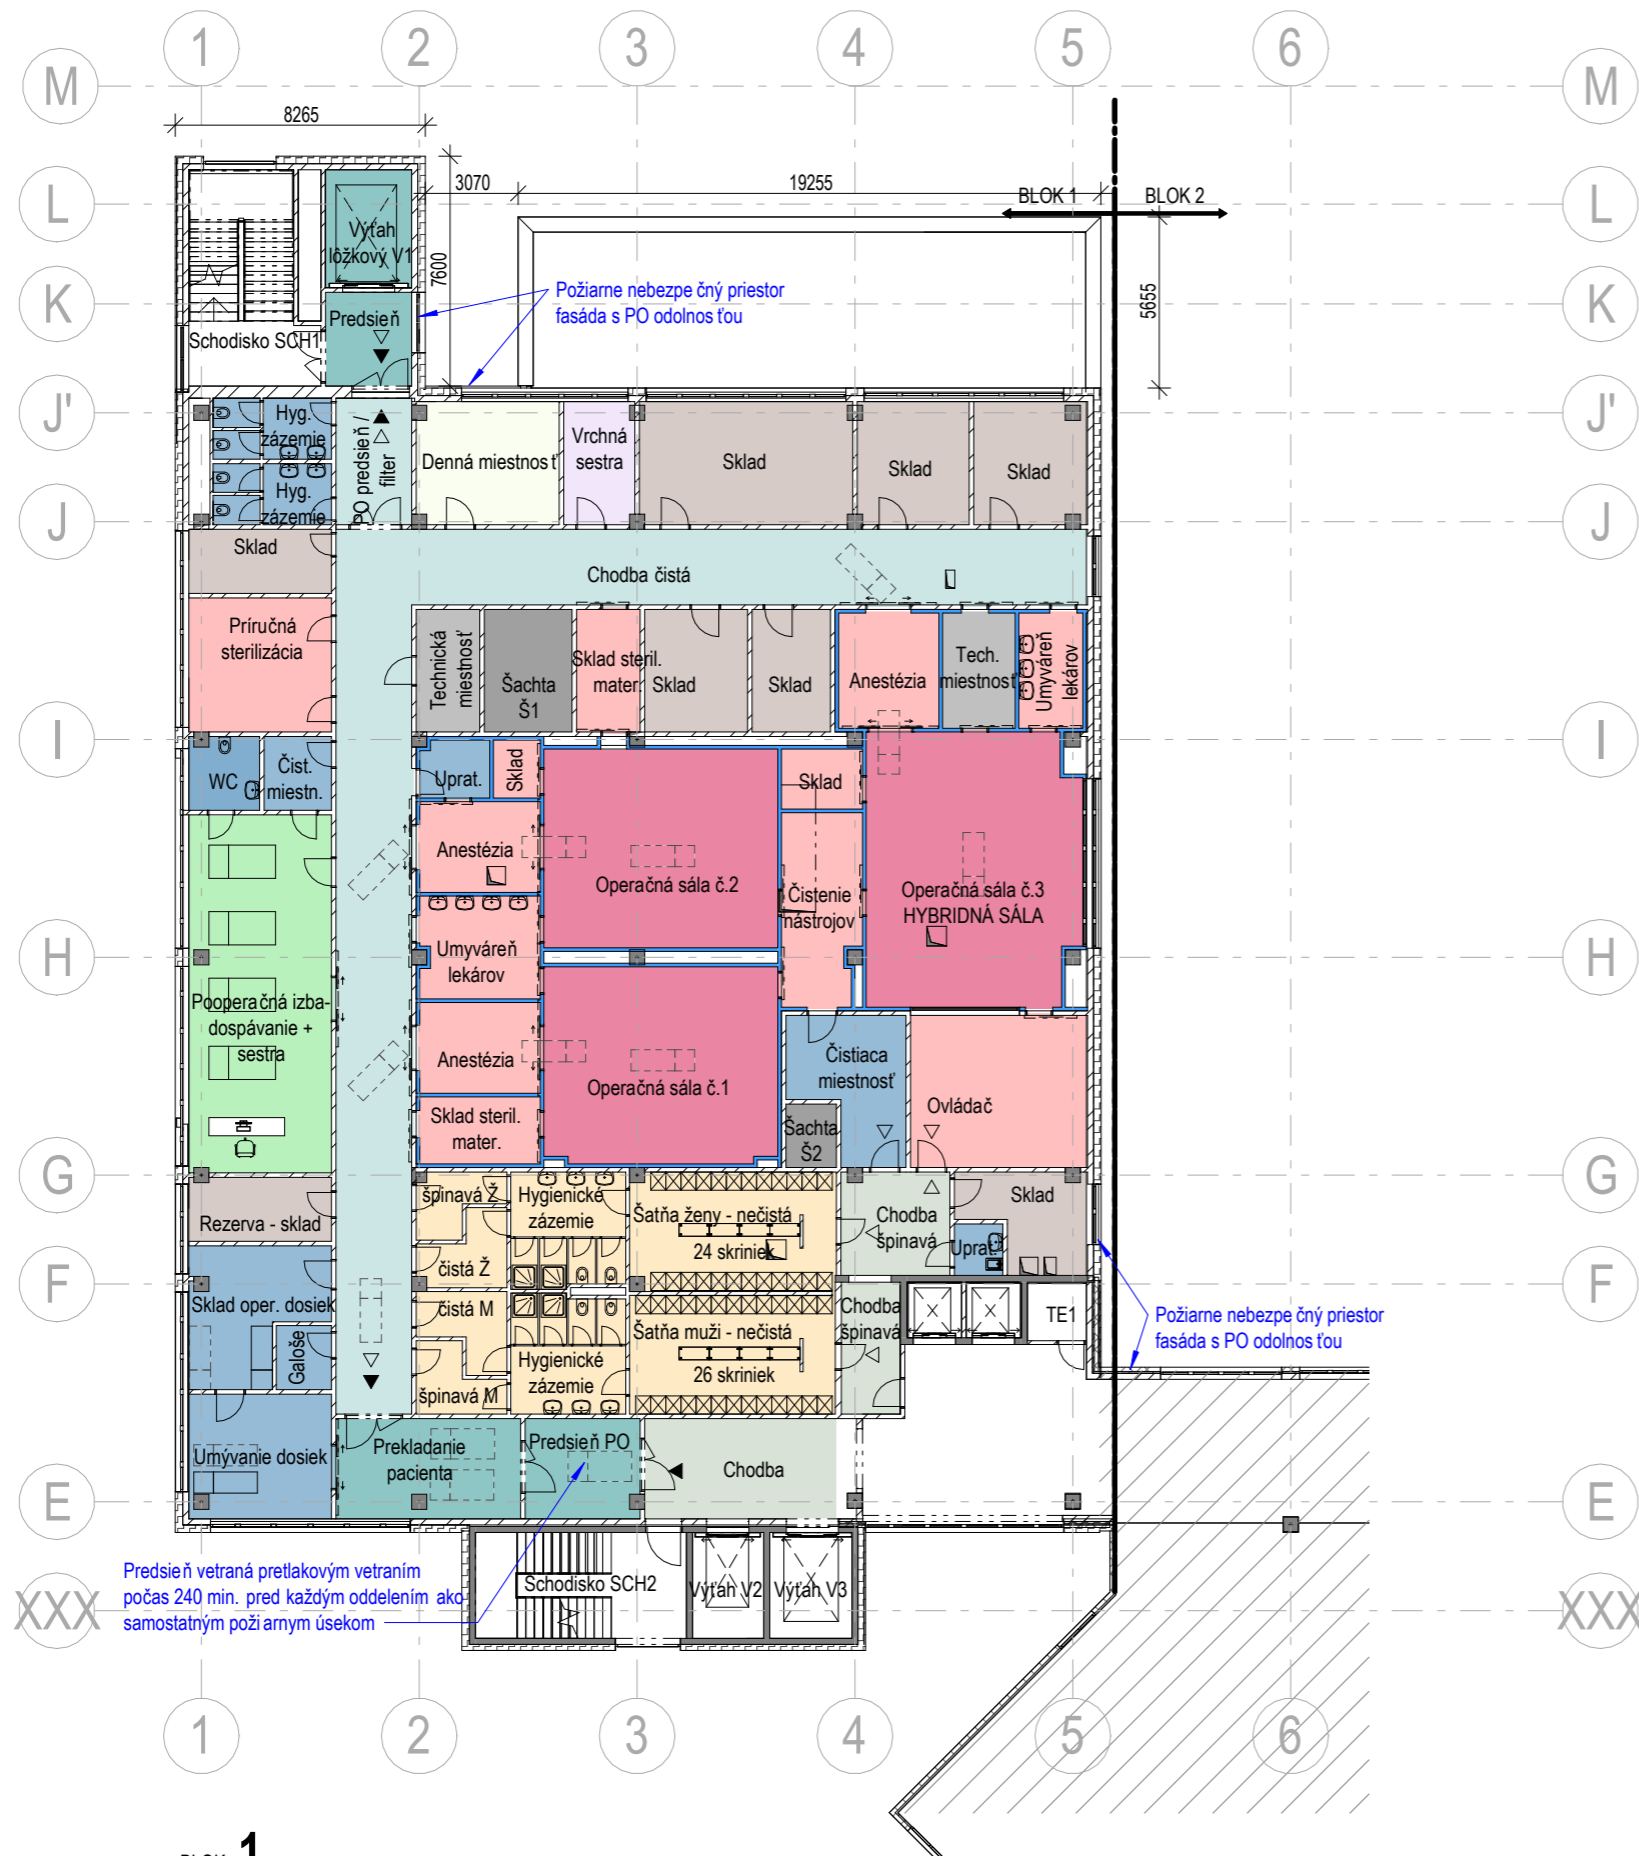 1 2 3 4 5 6
M M
8265
3070 19255
BLOK 1 BLOK 2
L L
Výťah
lôžkový V1
7600
5655
K K
Požiarne nebezpečný priestor
fasáda s PO odolnosťou
Predsieň
Schodisko SCH1
J' J'
Hyg.
zázemie
Hyg.
zázemie
PO predsieň /
filter
Denná miestnosť
Vrchná
sestra
Sklad
Sklad
Sklad
J J
Sklad
Chodba čistá
Príručná
sterilizácia
Technická
miestnosť
Šachta
Š1
Sklad steril.
mater.
Sklad
Sklad
Anestézia
Tech.
miestnosť
Umyváreň
lekárov
I I
WC
Čist.
miestn.
Uprat.
Sklad
Sklad
Anestézia
Operačná sála č.2
Čistenie
nástrojov
Operačná sála č.3
HYBRIDNÁ SÁLA
H H
Umyváreň
lekárov
Pooperačná izba-
dospávanie +
sestra
Anestézia
Operačná sála č.1
Čistiaca
miestnosť
Ovládač
Sklad steril.
mater.
Šachta
Š2
G G
Rezerva - sklad
špinavá Ž
Hygienické
zázemie
Šatňa ženy - nečistá
24 skriniek
Chodba
špinavá
Sklad
Uprat.
čistá Ž
F F
Sklad oper. dosiek
Galoše
čistá M
Šatňa muži - nečistá
26 skriniek
Chodba
špinavá
TE1
Požiarne nebezpečný priestor
fasáda s PO odolnosťou
Hygienické
zázemie
špinavá M
Umývanie dosiek
Prekladanie
pacienta
Predsieň PO
Chodba
E E
Predsieň vetraná pretlakovým vetraním
počas 240 min. pred každým oddelením ako
samostatným požiarnym úsekom
Schodisko SCH2
Výťah V2
Výťah V3
XXX XXX
1 2 3 4 5 6
BLOK 1